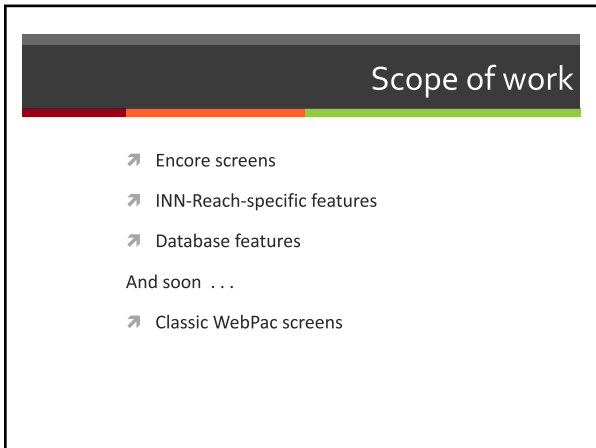 Scope of work
Encore screens
INN-Reach-specific features
Database features
And soon  . . .
Classic WebPac screens